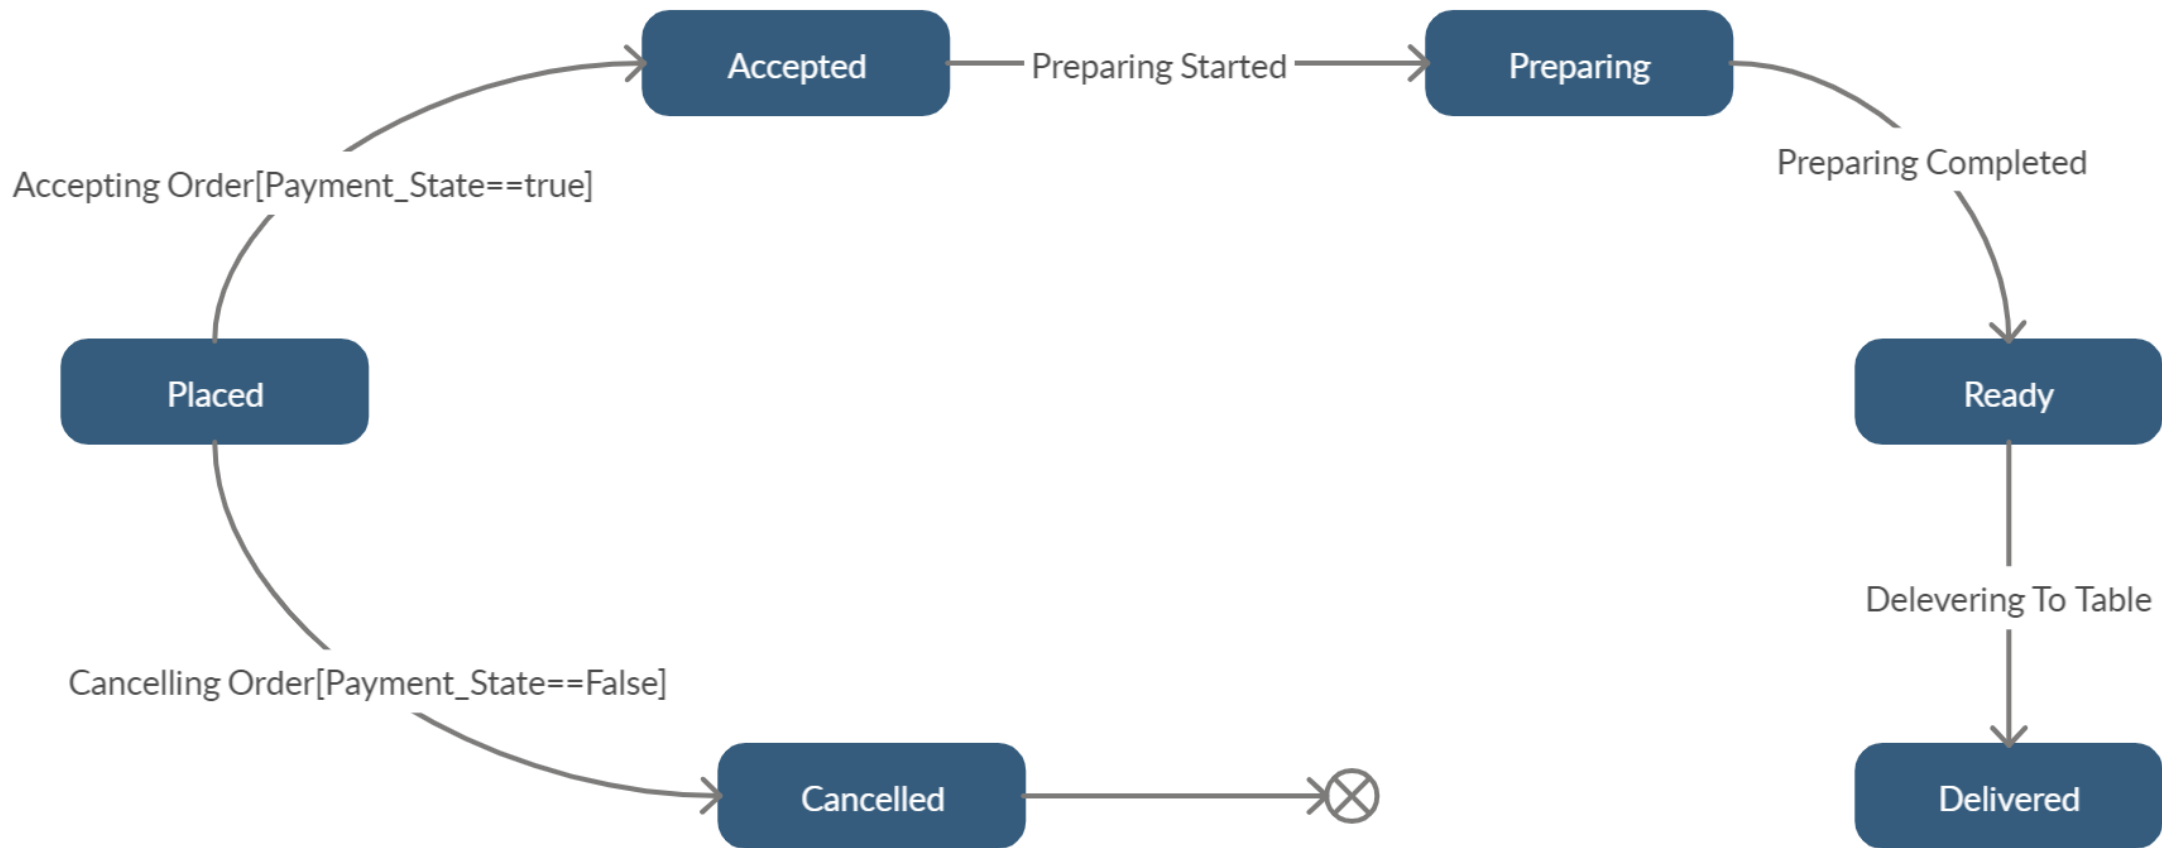 Accepted
Preparing Started
Preparing
Accepting Order[Payment_State==true]
Preparing Completed
Placed
Ready
Delevering To Table
Cancelling Order[Payment_State==False]
Cancelled
Delivered